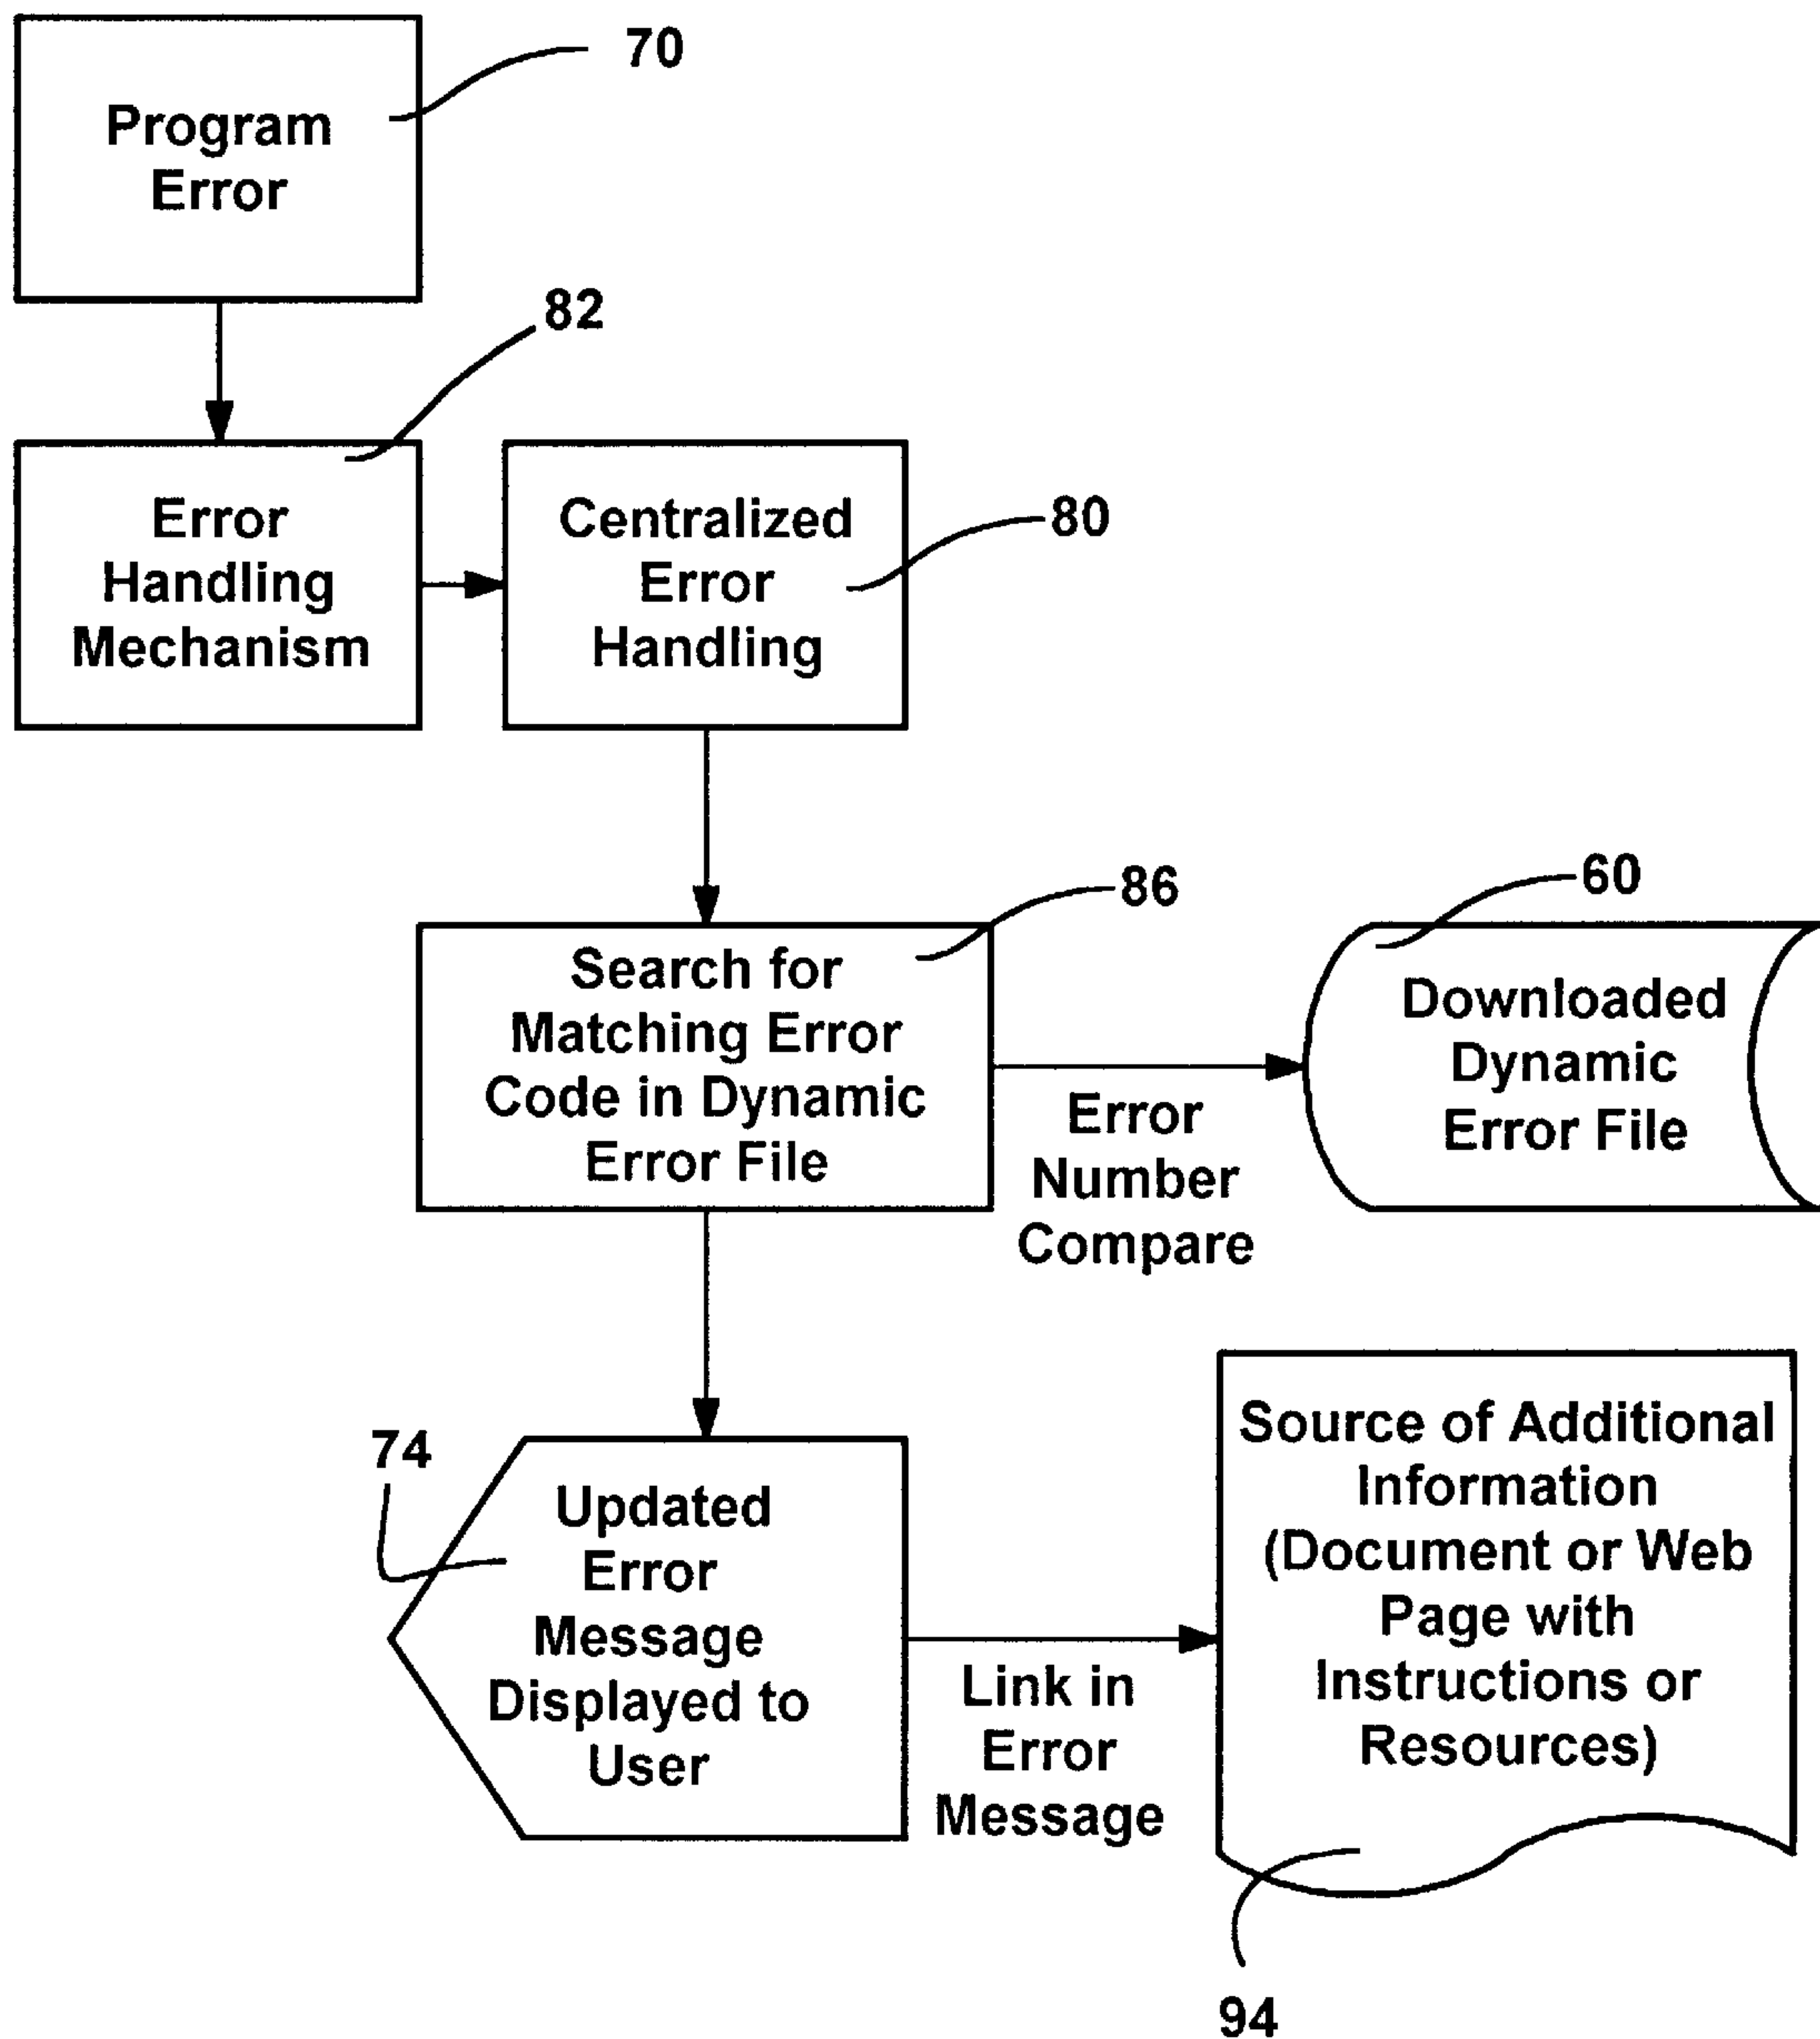 70
Program
Error
82
Error
Handling
Mechanism
Centralized
Error
Handling
80
86
Search for
Matching Error
Code in Dynamic
Error File
Error
Number
Compare
60
Downloaded
Dynamic
Error File
74
Updated
Error
Message
Displayed to
User
Link in
Error
Message
Source of Additional
Information
(Document or Web
Page with
Instructions or
Resources)
94